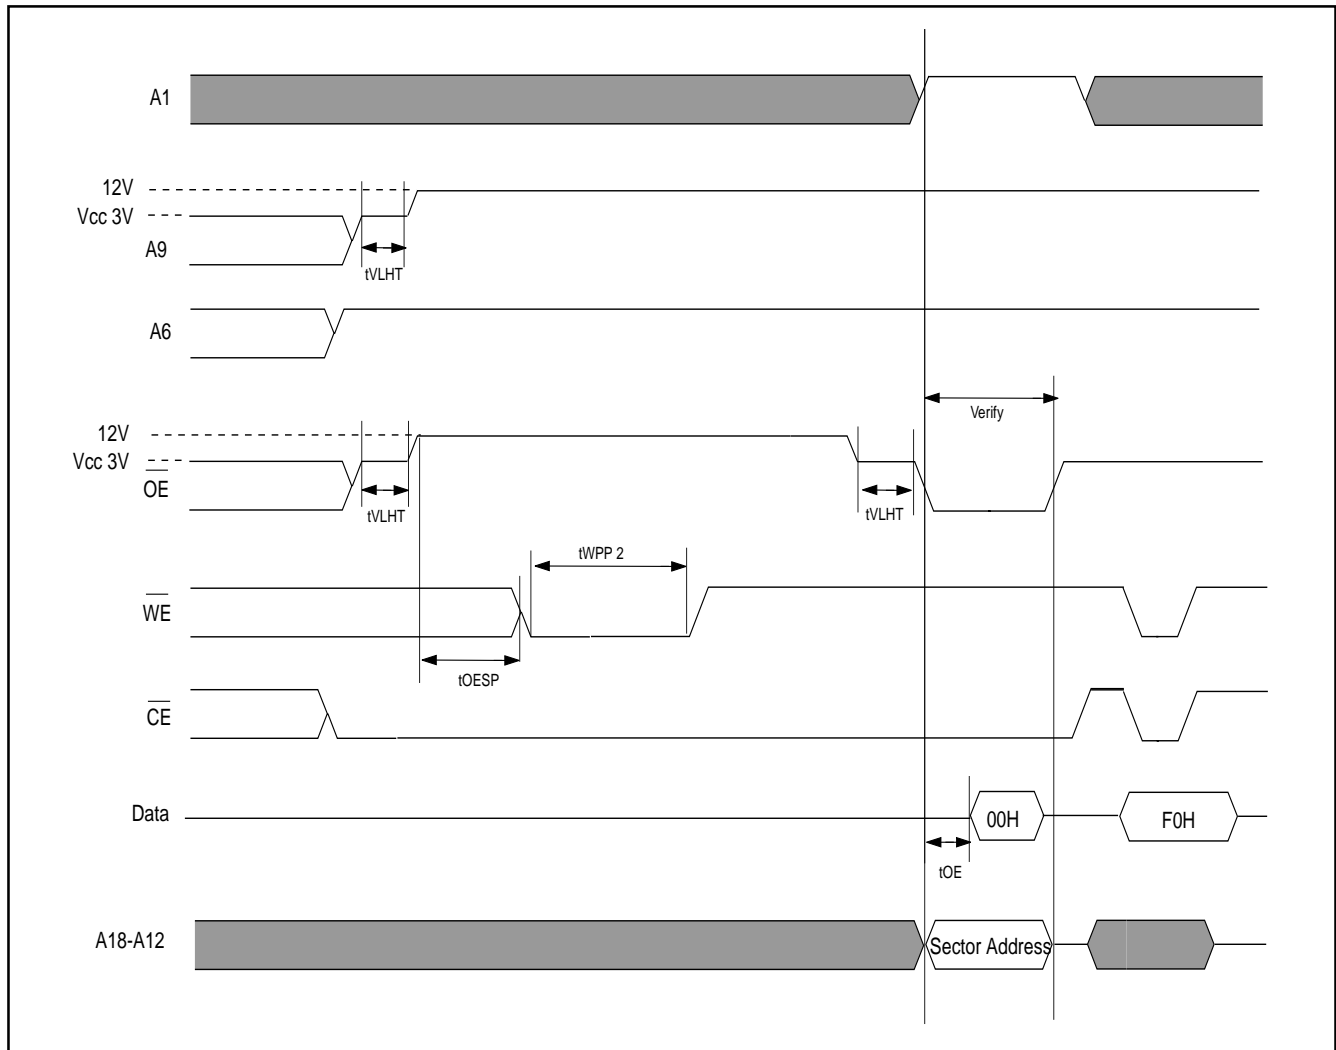 A1
12V
Vcc 3V
A9
tVLHT
A6
Verify
12V
Vcc 3V
OE
tVLHT
tVLHT
tWPP 2
WE
tOESP
CE
Data
00H
F0H
tOE
A18-A12
Sector Address